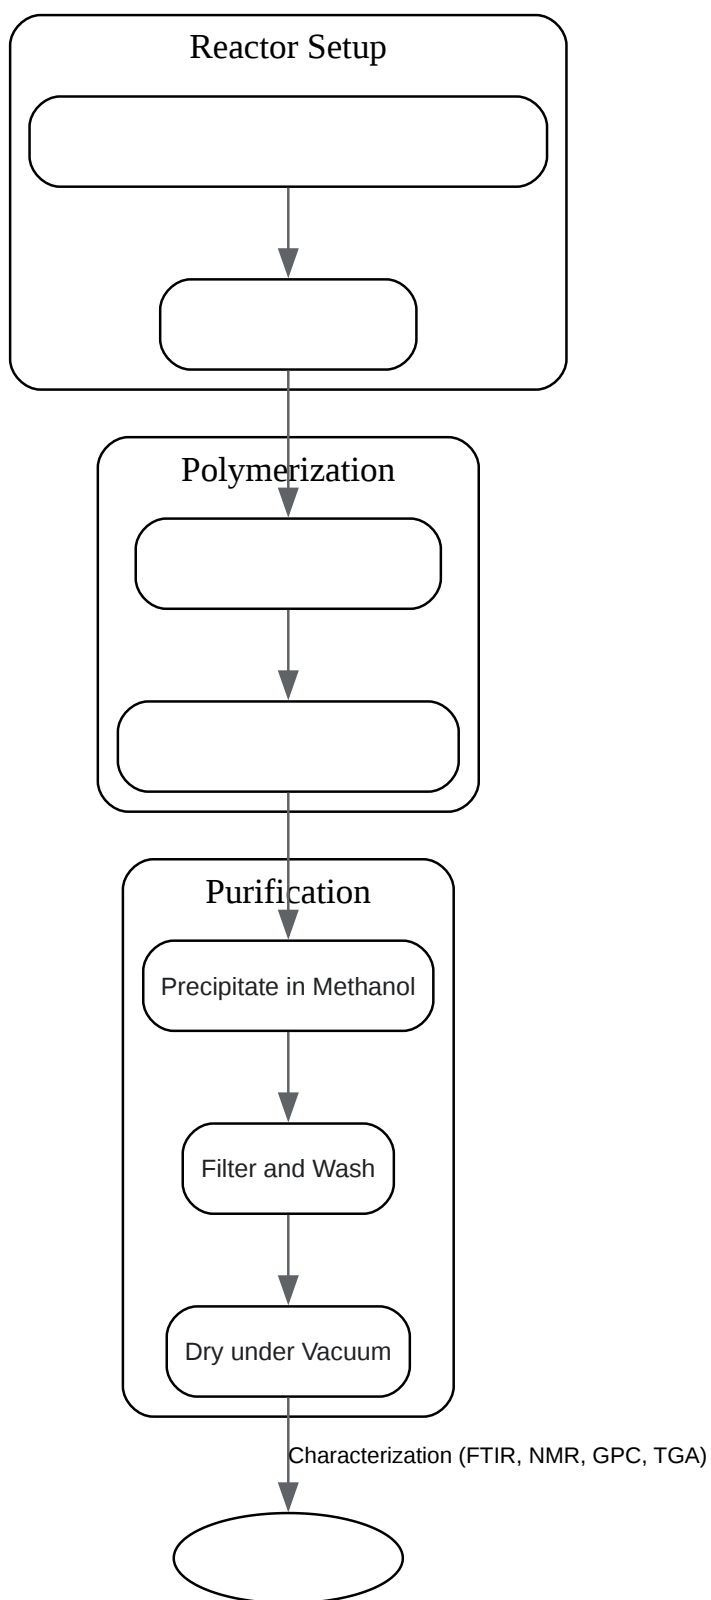 Reactor Setup
Polymerization
Purification
Precipitate in Methanol
Filter and Wash
Dry under Vacuum
Characterization (FTIR, NMR, GPC, TGA)